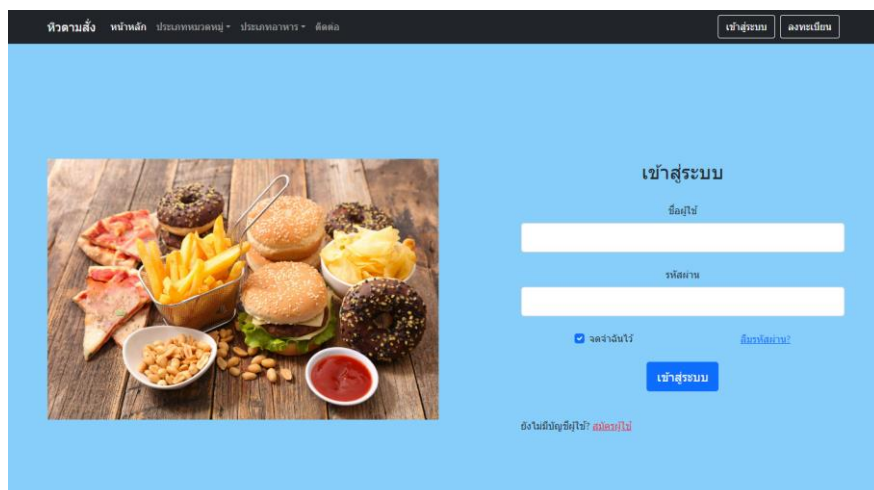 หิวตามสั่ง หน้าหลัก ประเภทหมวดหมู่ ประเภทอาหาร ติดต่อ เข้าสู่ระบบ ลงทะเบียน
เข้าสู่ระบบ
ชื่อผู้ใช้
รหัสผ่าน
จดจำฉันไว้ ลืมรหัสผ่าน?
เข้าสู่ระบบ
ยังไม่มีบัญชีผู้ใช้? สมัครผู้ใช้